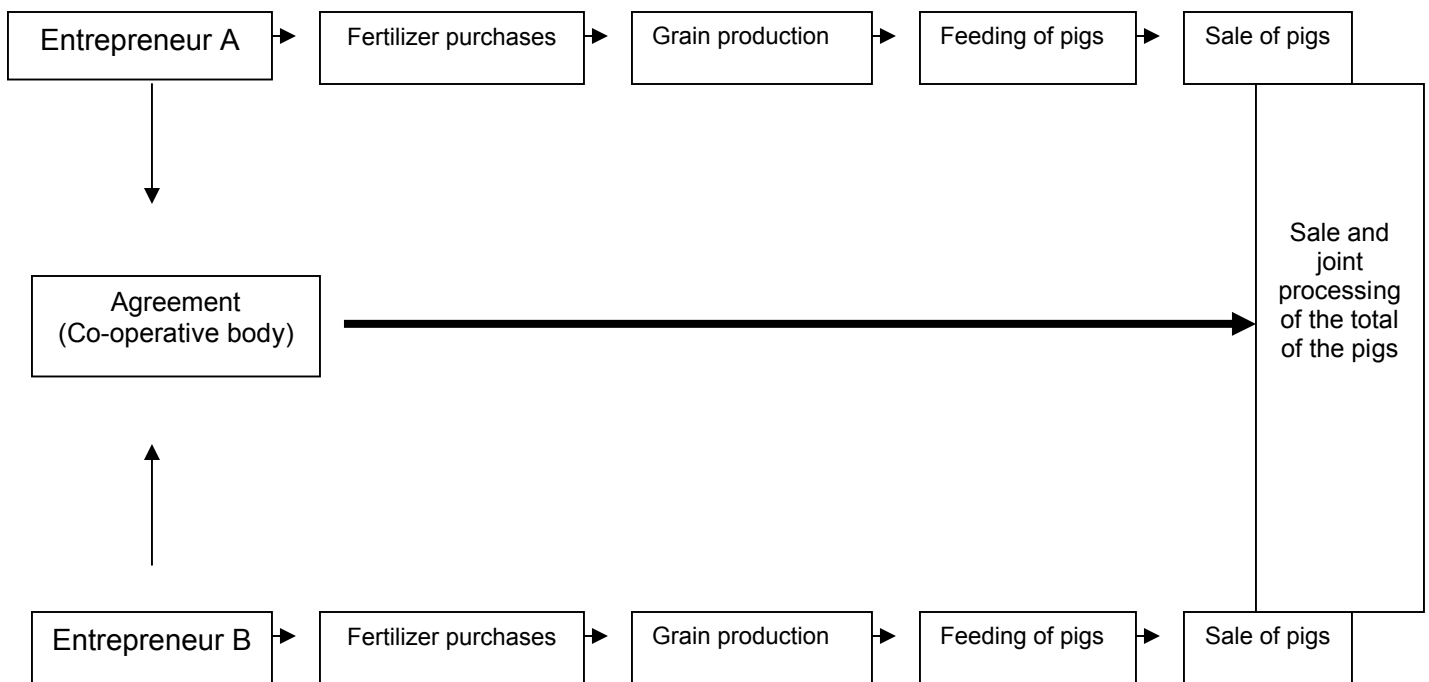 Entrepreneur A
Fertilizer purchases
Grain production
Feeding of pigs
Sale of pigs
Agreement
(Co-operative body)
Sale and
joint
processing
of the total
of the pigs
Entrepreneur B
Fertilizer purchases
Grain production
Feeding of pigs
Sale of pigs